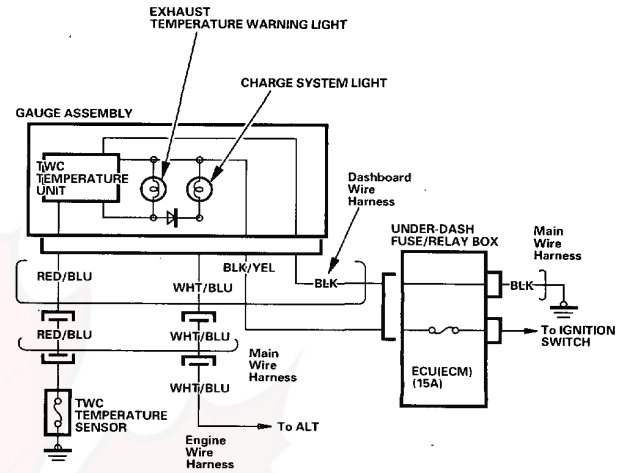 EXHAUST
TEMPERATURE WARNING LIGHT
CHARGE SYSTEM LIGHT
GAUGE ASSEMBLY
TWC
TEMPERATURE
UNIT
Dashboard
Wire
Harness
UNDER-DASH
FUSE/RELAY BOX
Main
Wire
Harness
RED/BLU
WHT/BLU
BLK/YEL
BLK
BLK
RED/BLU
WHT/BLU
To IGNITION
SWITCH
Main
Wire
Harness
ECU(ECM)
(15A)
WHT/BLU
TWC
TEMPERATURE
SENSOR
To ALT
Engine
Wire
Harness